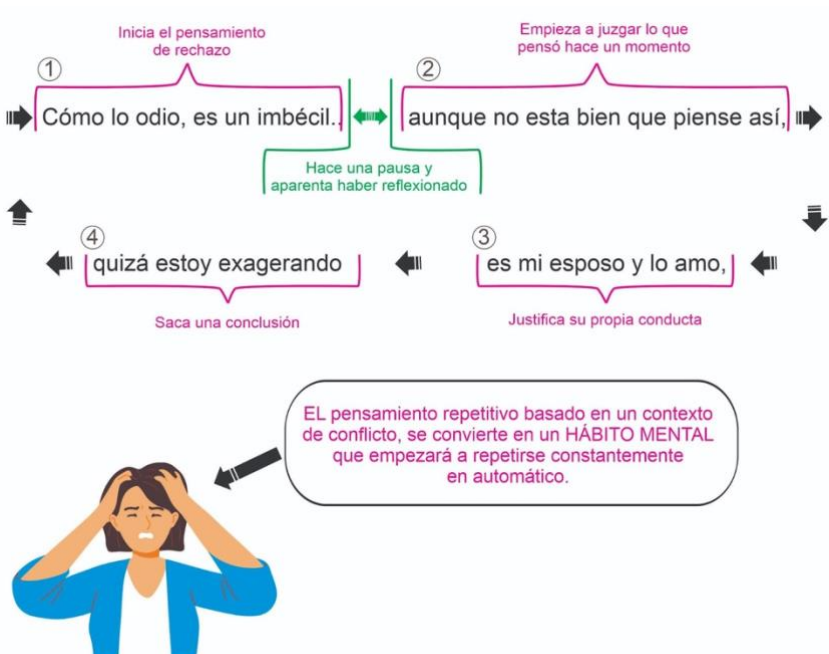 Inicia el pensamiento
de rechazo
Empieza a juzgar lo que
pensó hace un momento
1
2
Cómo lo odio, es un imbécil..
aunque no esta bien que piense así,
Hace una pausa y
aparenta haber reflexionado
4
3
quizá estoy exagerando
es mi esposo y lo amo,
Saca una conclusión
Justifica su propia conducta
EL pensamiento repetitivo basado en un contexto
de conflicto, se convierte en un HÁBITO MENTAL
que empezará a repetirse constantemente
en automático.